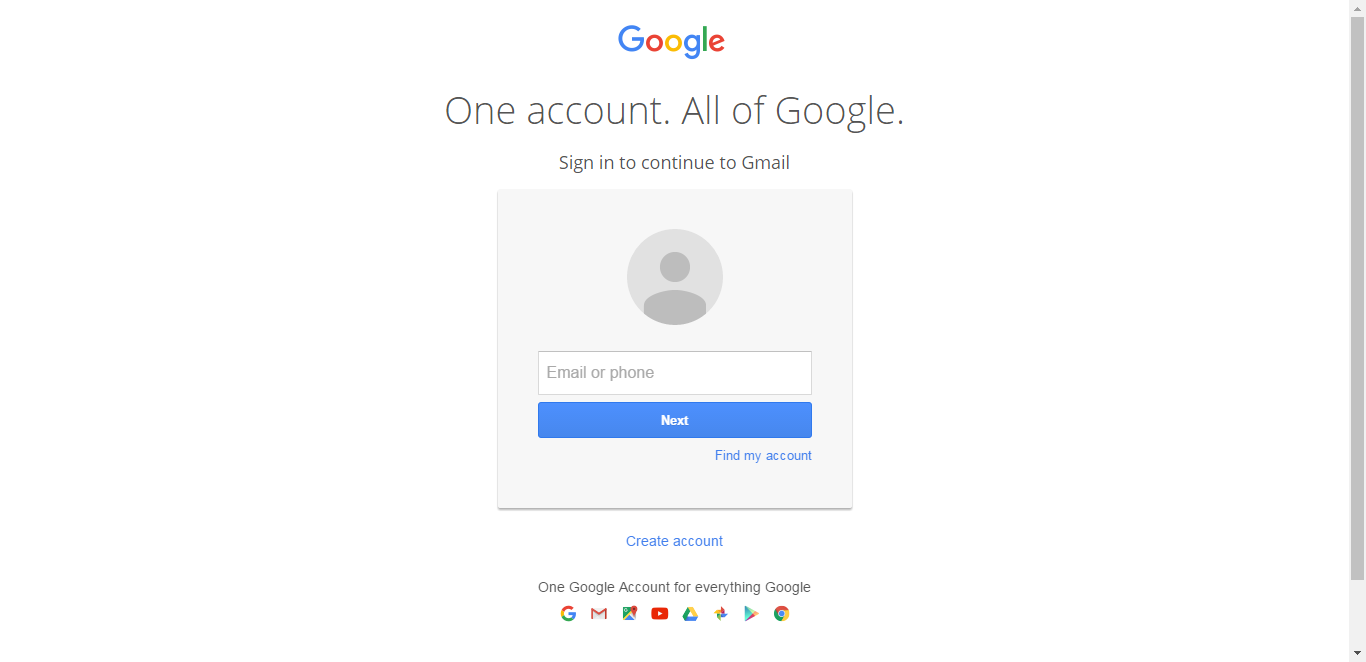 Google
One account. All of Google.
Sign in to continue to Gmail
Email or phone
Next
Find my account
Create account
One Google Account for everything Google